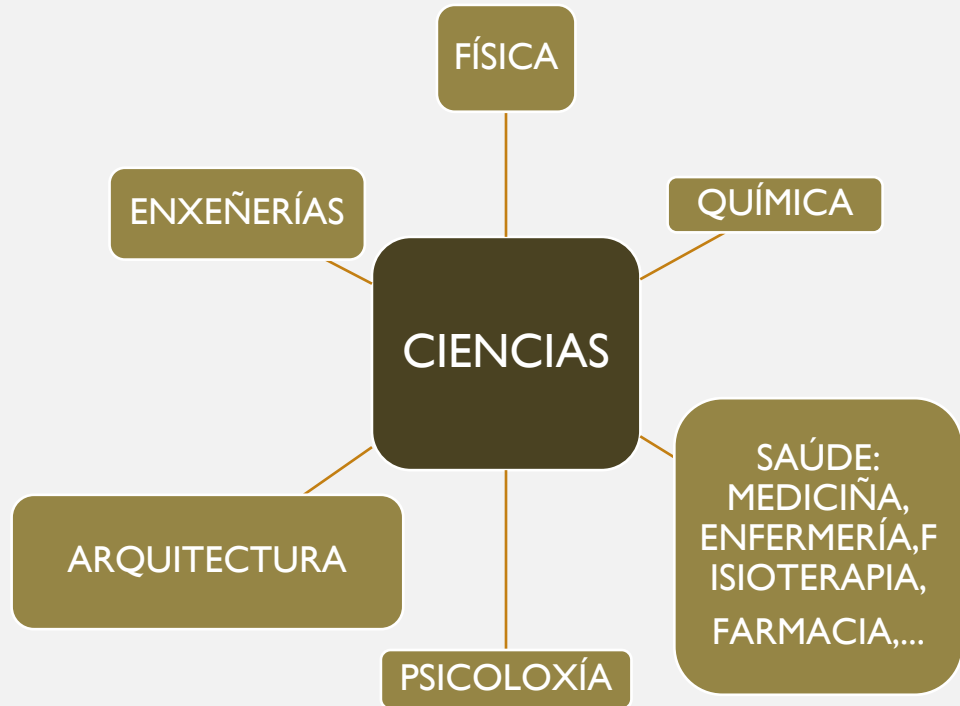 FÍSICA
ENXEÑERÍAS
QUÍMICA
CIENCIAS
SAÚDE:
MEDICIÑA,
ENFERMERÍA,F
ISIOTERAPIA,
FARMACIA,...
ARQUITECTURA
PSICOLOXÍA